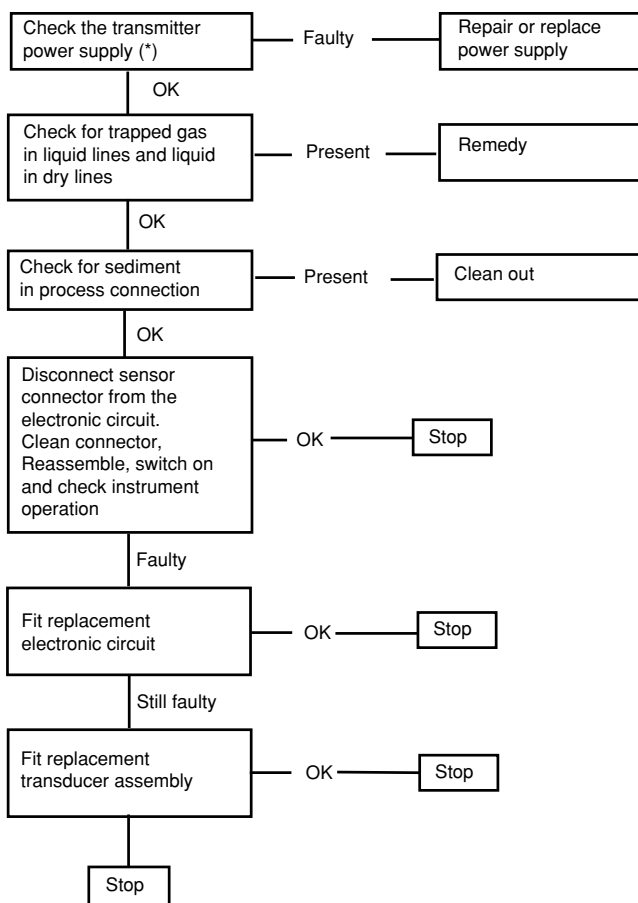 Check the transmitter
power supply (*)
Faulty
Repair or replace
power supply
OK
Check for trapped gas
in liquid lines and liquid
in dry lines
Present
Remedy
OK
Check for sediment
in process connection
Present
Clean out
OK
Disconnect sensor
connector from the
electronic circuit.
Clean connector,
Reassemble, switch on
and check instrument
operation
OK
Stop
Faulty
Fit replacement
electronic circuit
OK
Stop
Still faulty
Fit replacement
transducer assembly
OK
Stop
Stop